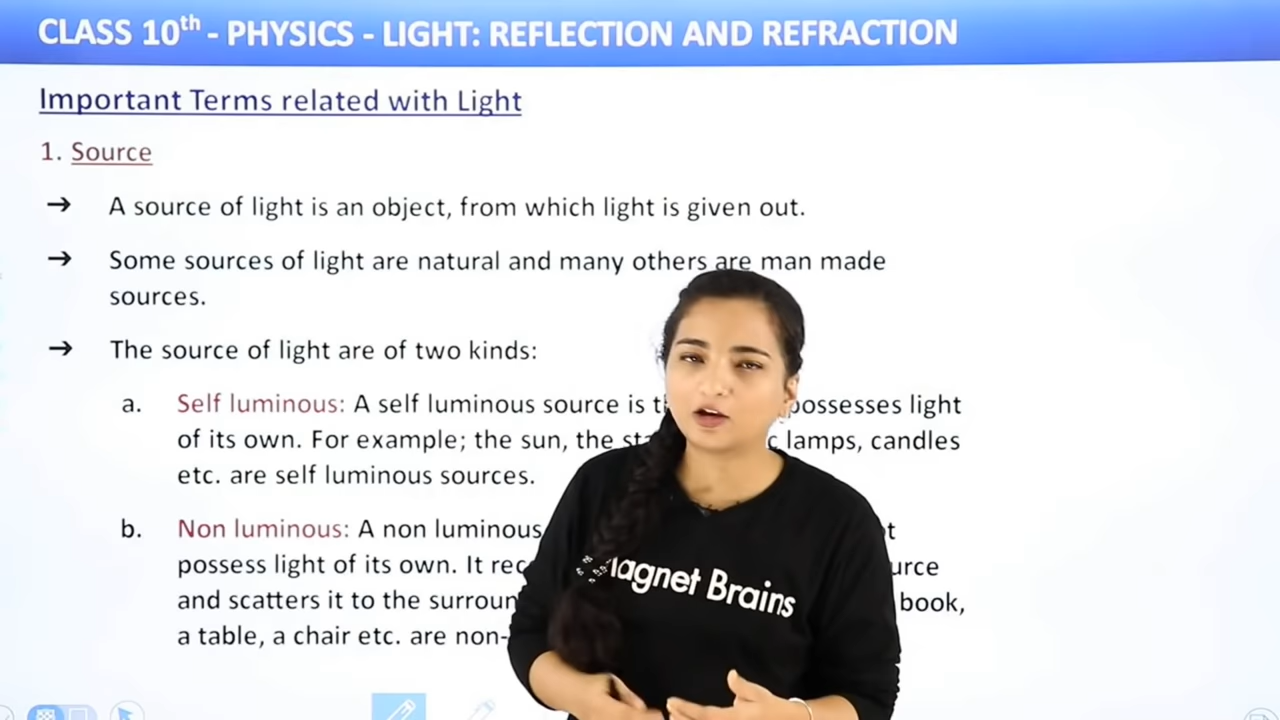 CLASS 10th - PHYSICS - LIGHT: REFLECTION AND REFRACTION
Important Terms related with Light
1. Source
➔ A source of light is an object, from which light is given out.
➔ Some sources of light are natural and many others are man made
sources.
➔ The source of light are of two kinds:
a. Self luminous: A self luminous source is possesses light
of its own. For example; the sun, the lamps, candles
etc. are self luminous sources.
b. Non luminous: A non luminous
possess light of its own. It
and scatters it to the book,
a table, a chair etc. are non-
Magnet Brains